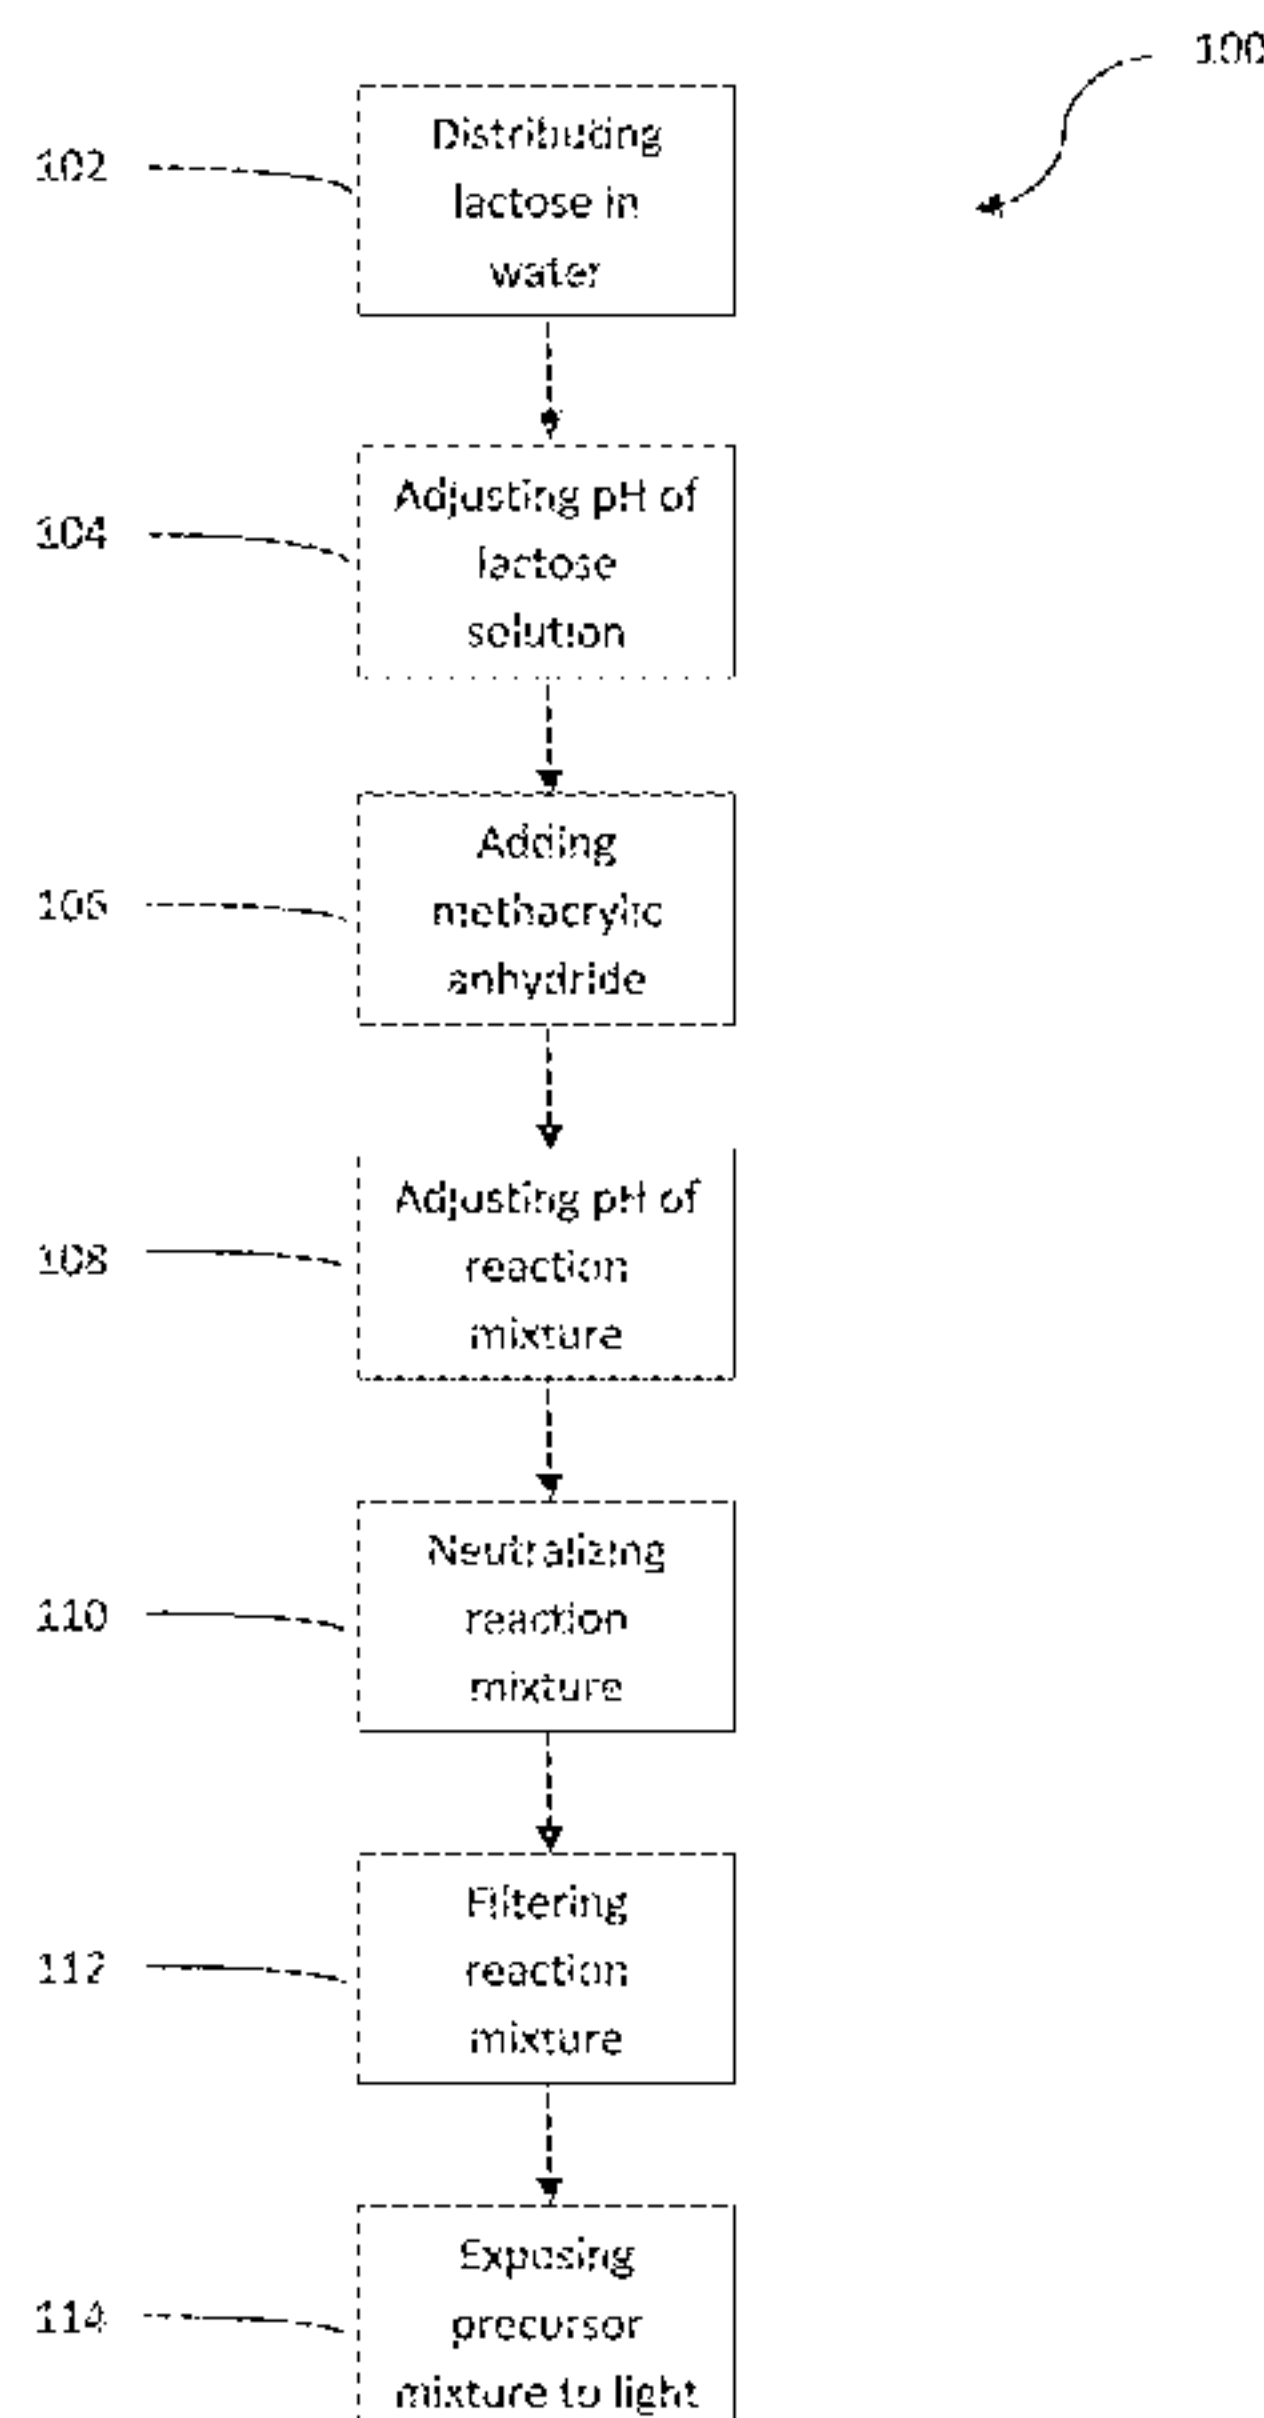 100
102
Distributing
lactose in
water
104
Adjusting pH of
lactose
solution
106
Adding
methacrylic
anhydride
108
Adjusting pH of
reaction
mixture
110
Neutralizing
reaction
mixture
112
Filtering
reaction
mixture
114
Exposing
precursor
mixture to light